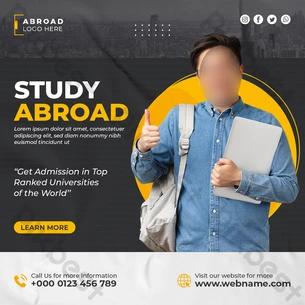 ABROAD
LOGO HERE
STUDY
ABROAD
Lorem ipsum dolor sit amet,
consectetuer adipiscing elit,
sed diam nonummy nibh
euismod tincidunt ut
"Get Admission in Top
Ranked Universities
of the World"
LEARN MORE
Call Us for more Information
+000 0123 456 789
Visit our website for more
www.webname.com